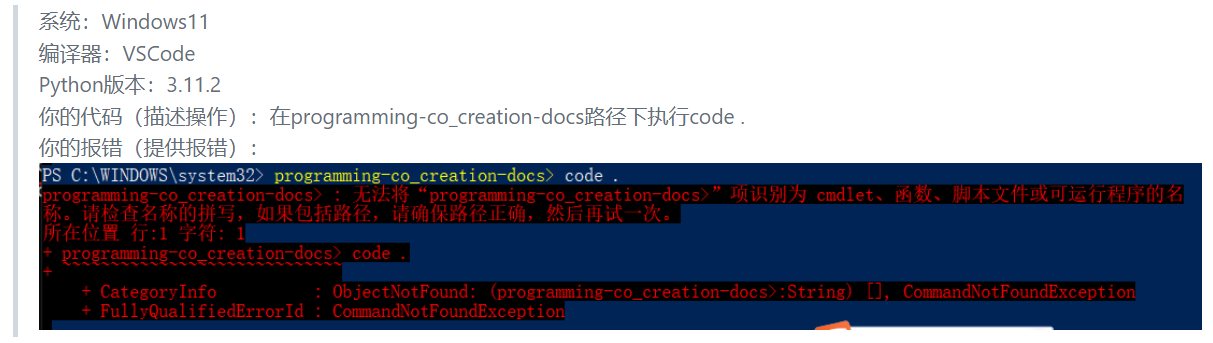 系统：Windows11
编译器：VSCode
Python版本：3.11.2
你的代码（描述操作）：在programming-co_creation-docs路径下执行code .
你的报错（提供报错）：
PS C:\WINDOWS\system32> programming-co_creation-docs> code .
programming-co_creation-docs> : 无法将“programming-co_creation-docs>”项识别为 cmdlet、函数、脚本文件或可运行程序的名
称。请检查名称的拼写，如果包括路径，请确保路径正确，然后再试一次。
所在位置 行:1 字符: 1
+ programming-co_creation-docs> code .
+
+ CategoryInfo : ObjectNotFound: (programming-co_creation-docs>:String) [], CommandNotFoundException
+ FullyQualifiedErrorId : CommandNotFoundException